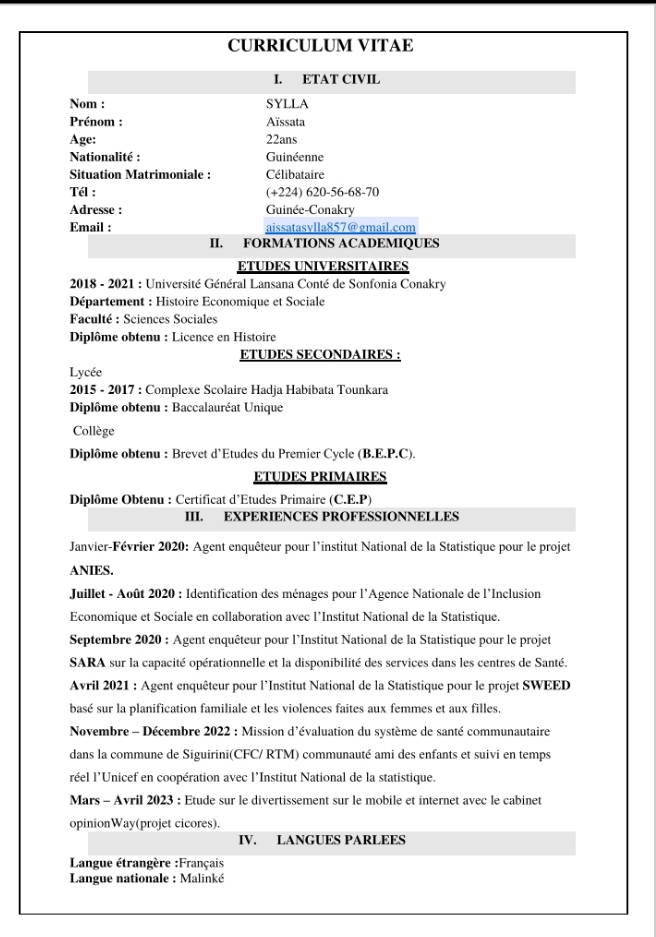 CURRICULUM VITAE
I. ETAT CIVIL
Nom : SYLLA
Prénom : Aïssata
Age: 22ans
Nationalité : Guinéenne
Situation Matrimoniale : Célibataire
Tél : (+224) 620-56-68-70
Adresse : Guinée-Conakry
Email : aissatasylla857@gmail.com
II. FORMATIONS ACADEMIQUES
ETUDES UNIVERSITAIRES
2018 - 2021 : Université Général Lansana Conté de Sonfonia Conakry
Département : Histoire Economique et Sociale
Faculté : Sciences Sociales
Diplôme obtenu : Licence en Histoire
ETUDES SECONDAIRES :
Lycée
2015 - 2017 : Complexe Scolaire Hadja Habibata Tounkara
Diplôme obtenu : Baccalauréat Unique
Collège
Diplôme obtenu : Brevet d'Etudes du Premier Cycle (B.E.P.C).
ETUDES PRIMAIRES
Diplôme Obtenu : Certificat d'Etudes Primaire (C.E.P)
III. EXPERIENCES PROFESSIONNELLES
Janvier-Février 2020: Agent enquêteur pour l'institut National de la Statistique pour le projet
ANIES.
Juillet - Août 2020 : Identification des ménages pour l'Agence Nationale de l'Inclusion
Economique et Sociale en collaboration avec l'Institut National de la Statistique.
Septembre 2020 : Agent enquêteur pour l'Institut National de la Statistique pour le projet
SARA sur la capacité opérationnelle et la disponibilité des services dans les centres de Santé.
Avril 2021 : Agent enquêteur pour l'Institut National de la Statistique pour le projet SWEED
basé sur la planification familiale et les violences faites aux femmes et aux filles.
Novembre – Décembre 2022 : Mission d'évaluation du système de santé communautaire
dans la commune de Siguirini(CFC/ RTM) communauté ami des enfants et suivi en temps
réel l'Unicef en coopération avec l'Institut National de la statistique.
Mars – Avril 2023 : Etude sur le divertissement sur le mobile et internet avec le cabinet
opinionWay(projet cicores).
IV. LANGUES PARLEES
Langue étrangère :Français
Langue nationale : Malinké